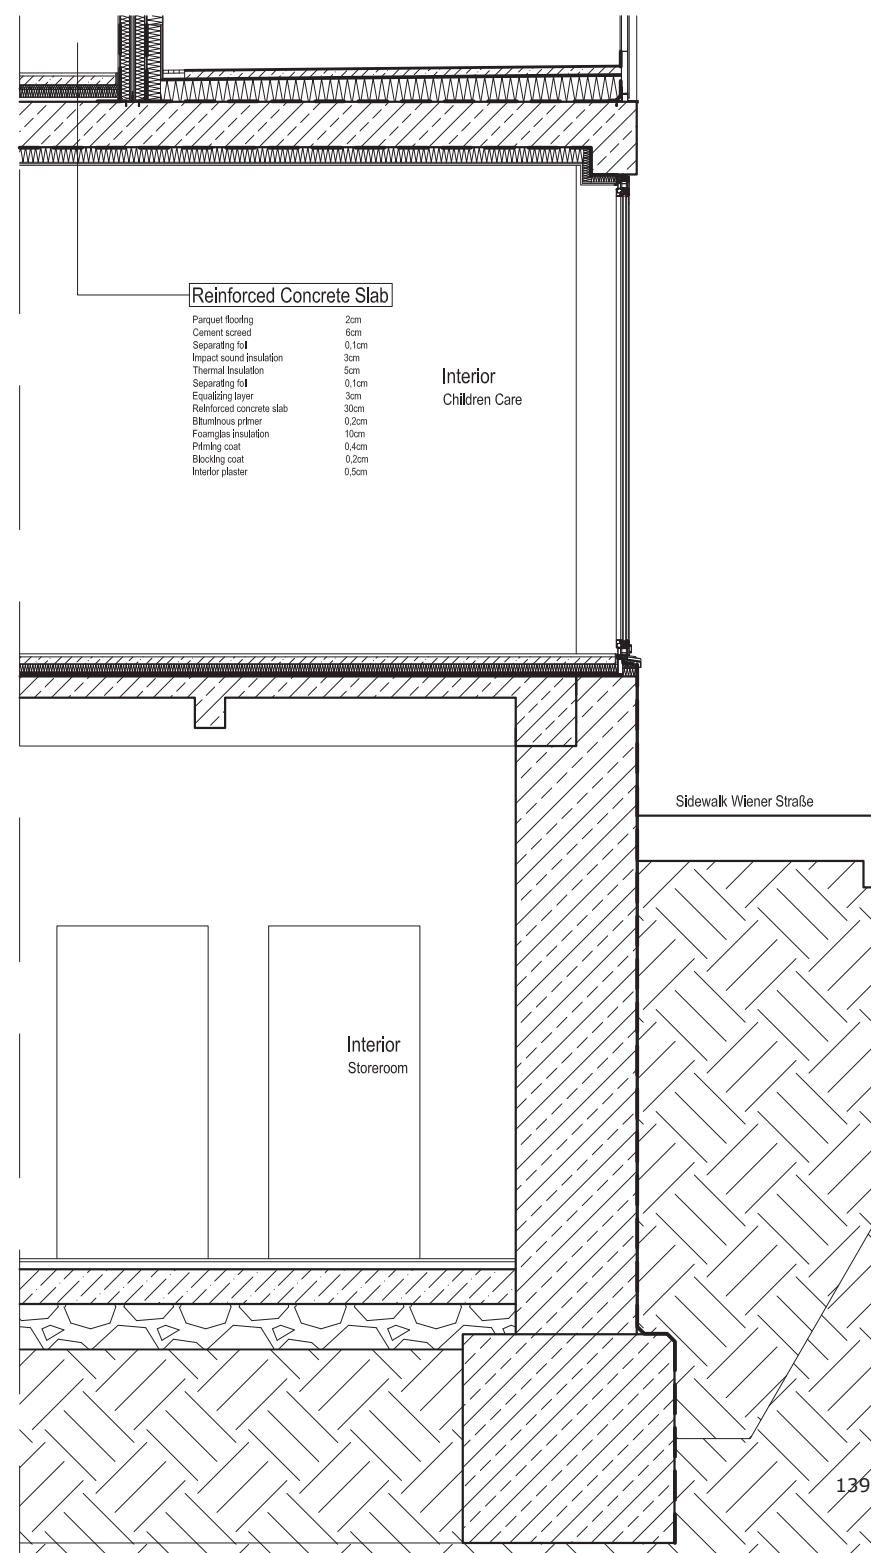 Reinforced Concrete Slab
Parquet flooring 2cm
Cement screed 6cm
Separating foil 0,1cm
Impact sound insulation 3cm
Thermal Insulation 5cm
Separating foil 0,1cm
Equalizing layer 3cm
Reinforced concrete slab 30cm
Bituminous primer 0,2cm
Foamglas insulation 10cm
Priming coat 0,4cm
Blocking coat 0,2cm
Interior plaster 0,5cm
Interior
Children Care
Sidewalk Wiener Straße
Interior
Storeroom
139